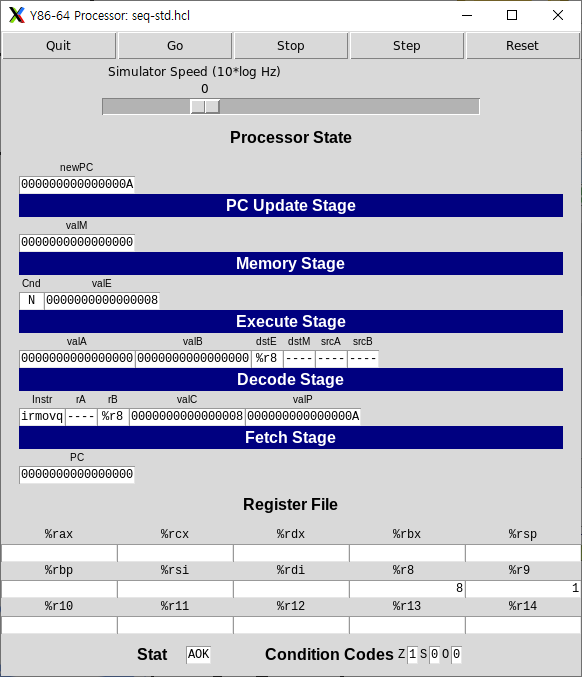 Y86-64 Processor: seq-std.hcl
Quit Go Stop Step Reset
Simulator Speed (10*log Hz)
0
Processor State
newPC
000000000000000A
PC Update Stage
valM
0000000000000000
Memory Stage
Cnd valE
N 0000000000000008
Execute Stage
valA valB dstE dstM srcA srcB
0000000000000000 0000000000000000 %r8 ---- ---- ----
Decode Stage
Instr rA rB valC valP
irmovq ---- %r8 0000000000000008 000000000000000A
Fetch Stage
PC
0000000000000000
Register File
%rax %rcx %rdx %rbx %rsp
%rbp %rsi %rdi %r8 %r9
8 1
%r10 %r11 %r12 %r13 %r14
Stat AOK Condition Codes Z 1 S 0 O 0